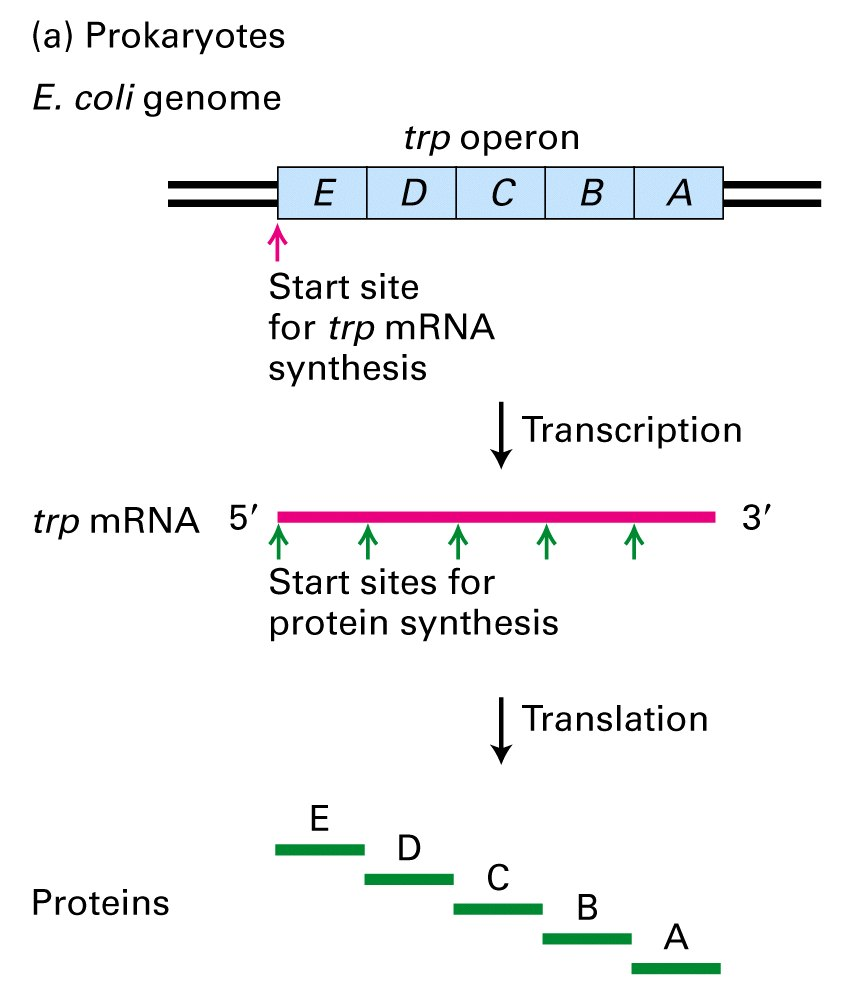 (a) Prokaryotes
E. coli genome
trp operon
E D C B A
Start site
for trp mRNA
synthesis
Transcription
trp mRNA 5′ 3′
Start sites for
protein synthesis
Translation
E
D
C
B
Proteins
A